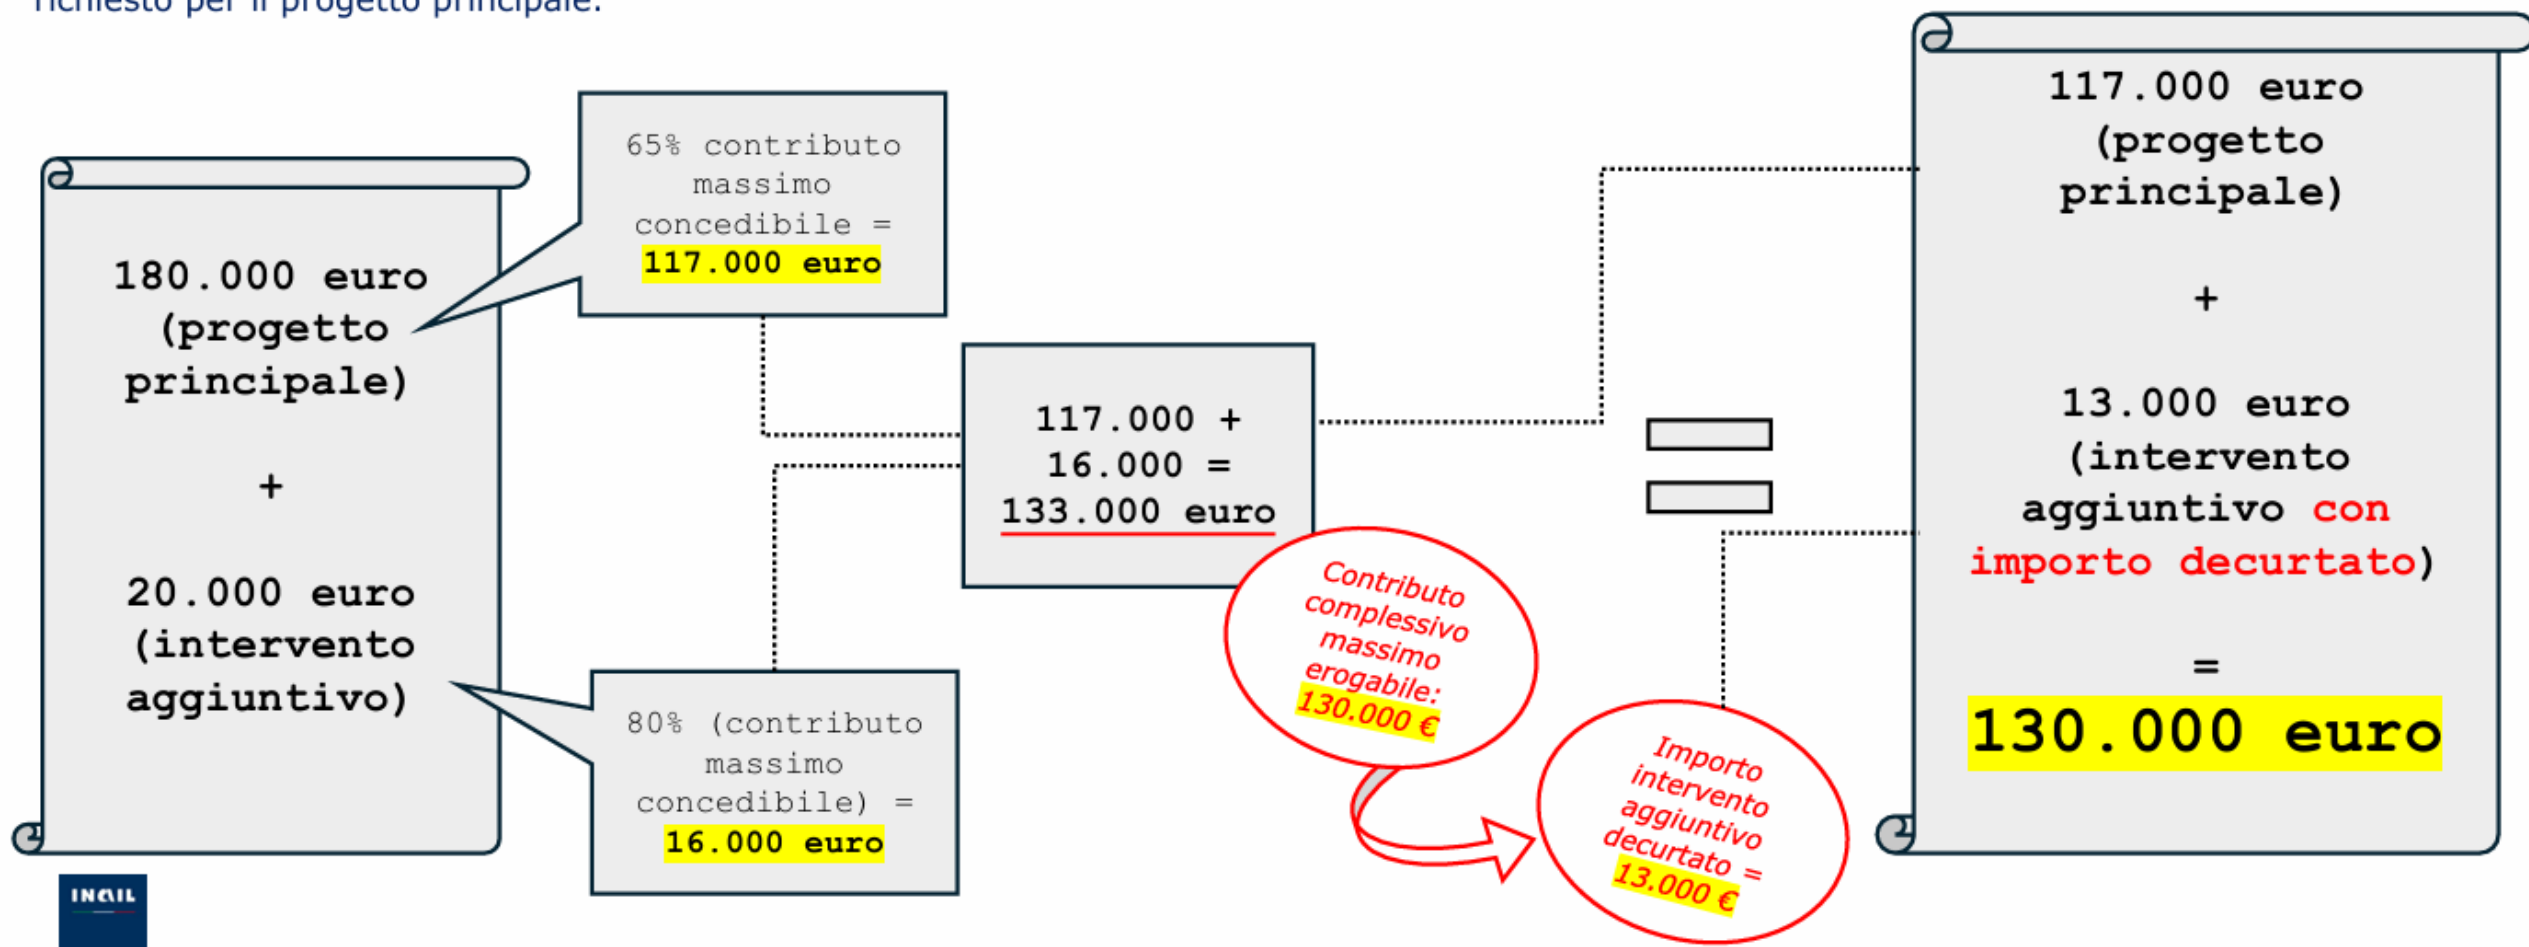 richiesto per il progetto principale.
180.000 euro
(progetto
principale)
+
20.000 euro
(intervento
aggiuntivo)
65% contributo
massimo
concedibile =
117.000 euro
80% (contributo
massimo
concedibile) =
16.000 euro
117.000 +
16.000 =
133.000 euro
Contributo
complessivo
massimo
erogabile:
130.000 €
Importo
intervento
aggiuntivo
decurtato =
13.000 €
117.000 euro
(progetto
principale)
+
13.000 euro
(intervento
aggiuntivo con
importo decurtato)
=
130.000 euro
INAIL